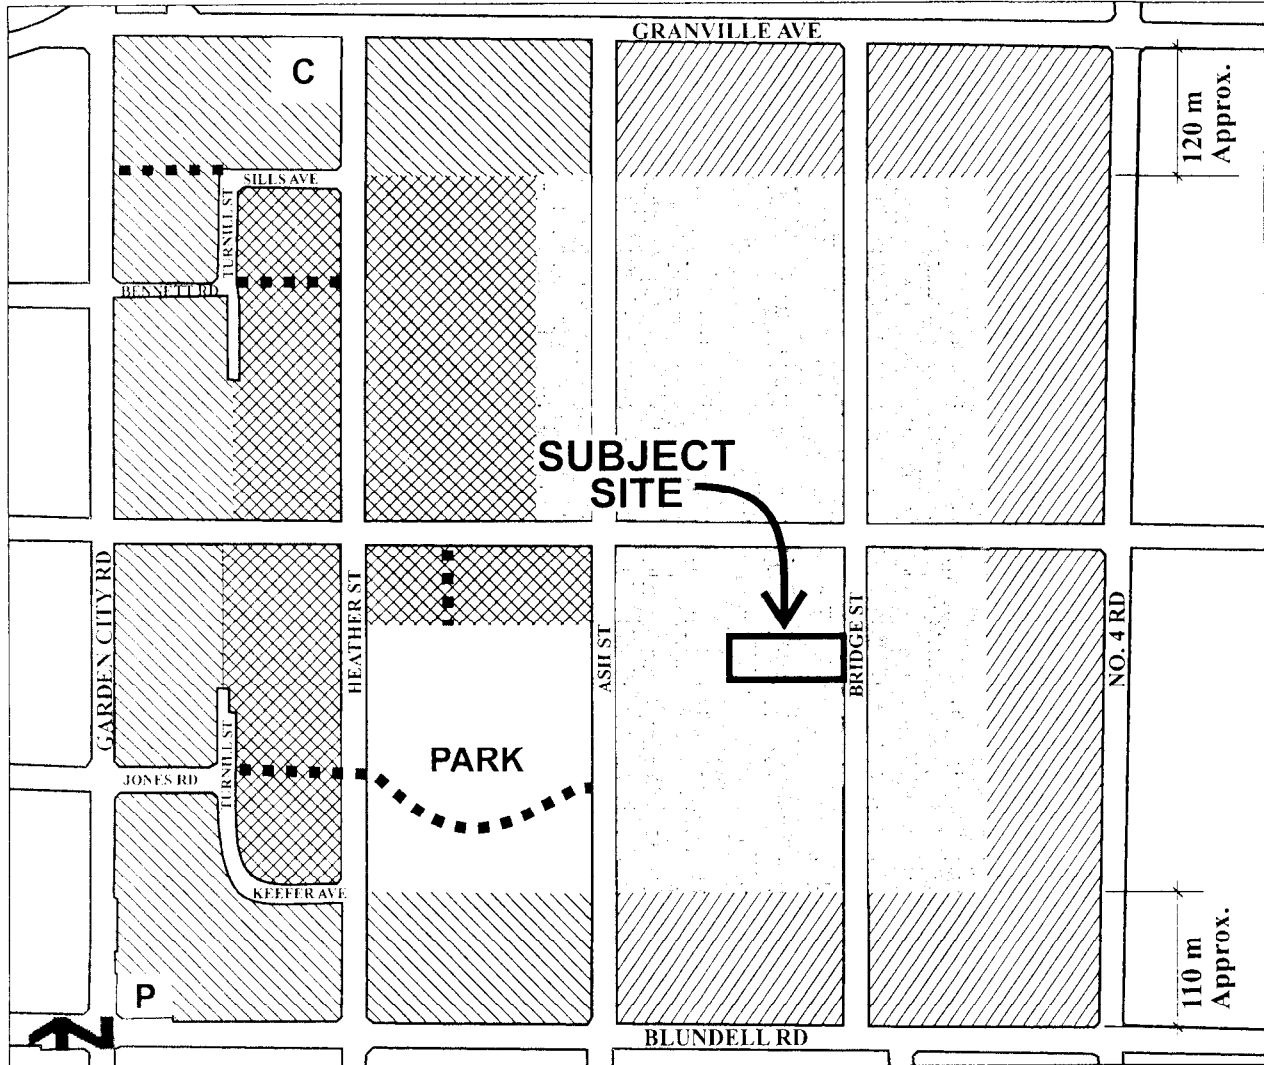 GRANVILLE AVE
C
120 m
Approx.
SILLS AVE
TURNILL ST
BENNETT RD
SUBJECT
SITE
GARDEN CITY RD
HEATHER ST
ASH ST
BRIDGE ST
NO. 4 RD
PARK
JONES RD
TURNILL ST
KEEFER AVE
110 m
Approx.
P
BLUNDELL RD
N